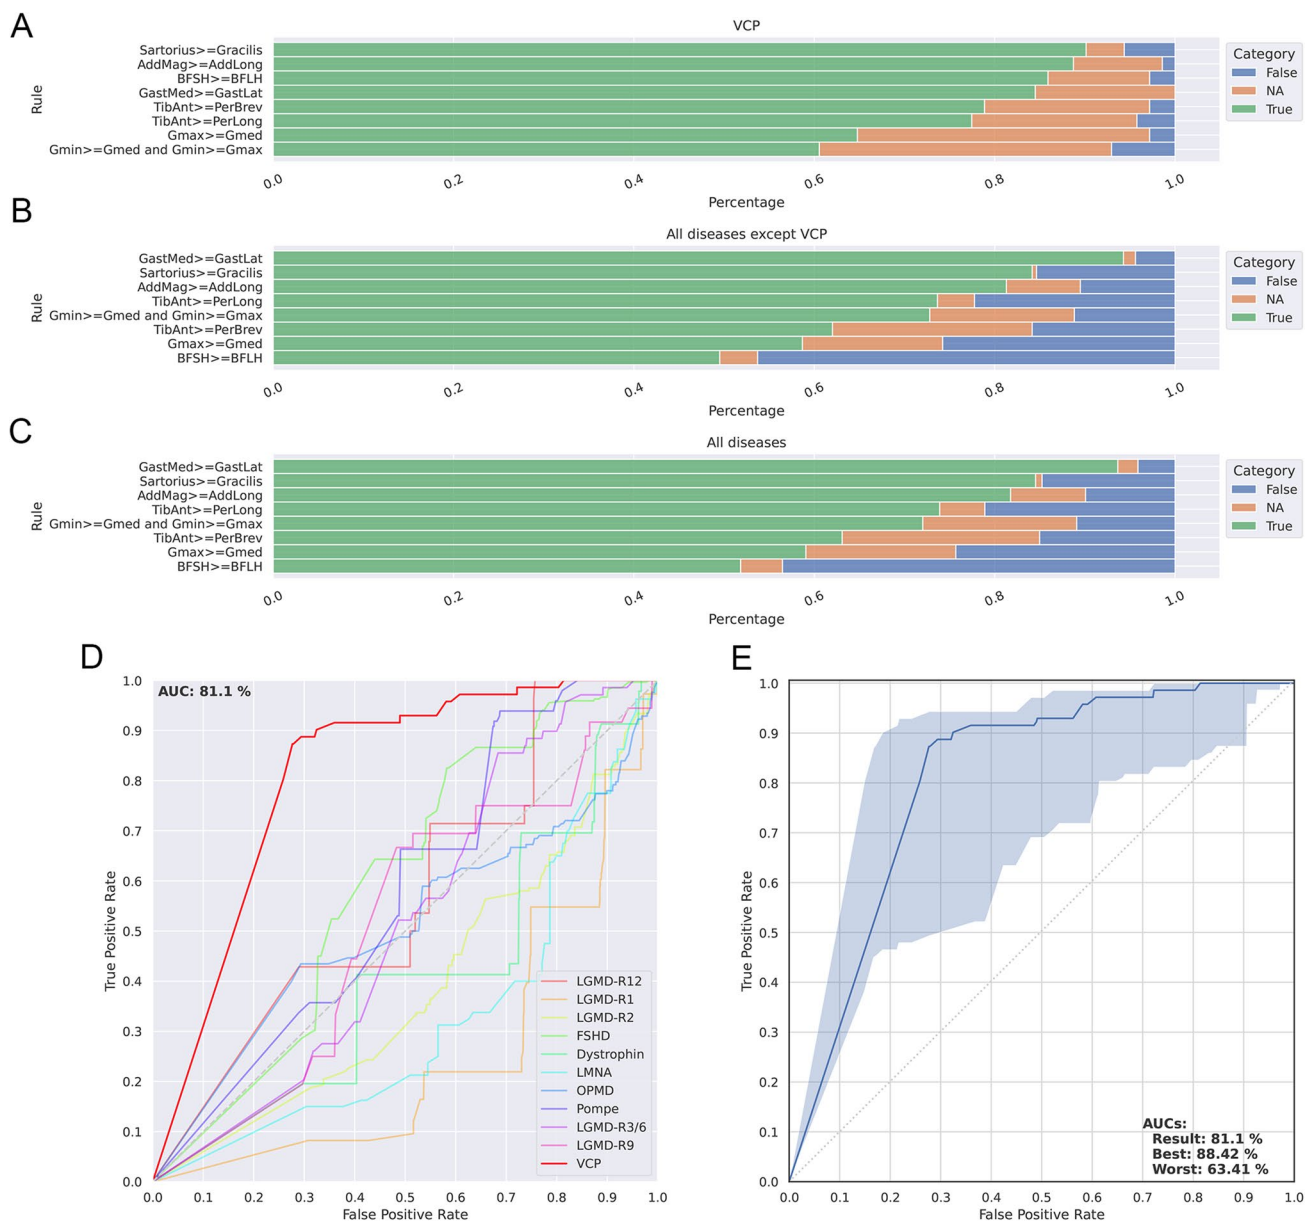 A
VCP
Rule
Sartorius>=Gracilis
AddMag>=AddLong
BFSH>=BFLH
GastMed>=GastLat
TibAnt>=PerBrev
TibAnt>=PerLong
Gmax>=Gmed
Gmin>=Gmed and Gmin>=Gmax
0.0 0.2 0.4 0.6 0.8 1.0
Percentage
Category
False
NA
True
B
All diseases except VCP
Rule
GastMed>=GastLat
Sartorius>=Gracilis
AddMag>=AddLong
TibAnt>=PerLong
Gmin>=Gmed and Gmin>=Gmax
TibAnt>=PerBrev
Gmax>=Gmed
BFSH>=BFLH
0.0 0.2 0.4 0.6 0.8 1.0
Percentage
Category
False
NA
True
C
All diseases
Rule
GastMed>=GastLat
Sartorius>=Gracilis
AddMag>=AddLong
TibAnt>=PerLong
Gmin>=Gmed and Gmin>=Gmax
TibAnt>=PerBrev
Gmax>=Gmed
BFSH>=BFLH
0.0 0.2 0.4 0.6 0.8 1.0
Percentage
Category
False
NA
True
D
AUC: 81.1 %
True Positive Rate
1.0
0.9
0.8
0.7
0.6
0.5
0.4
0.3
0.2
0.1
0.0
LGMD-R12
LGMD-R1
LGMD-R2
FSHD
Dystrophin
LMNA
OPMD
Pompe
LGMD-R3/6
LGMD-R9
VCP
0.0 0.1 0.2 0.3 0.4 0.5 0.6 0.7 0.8 0.9 1.0
False Positive Rate
E
True Positive Rate
1.0
0.9
0.8
0.7
0.6
0.5
0.4
0.3
0.2
0.1
0.0
AUCs:
Result: 81.1 %
Best: 88.42 %
Worst: 63.41 %
0.0 0.1 0.2 0.3 0.4 0.5 0.6 0.7 0.8 0.9 1.0
False Positive Rate